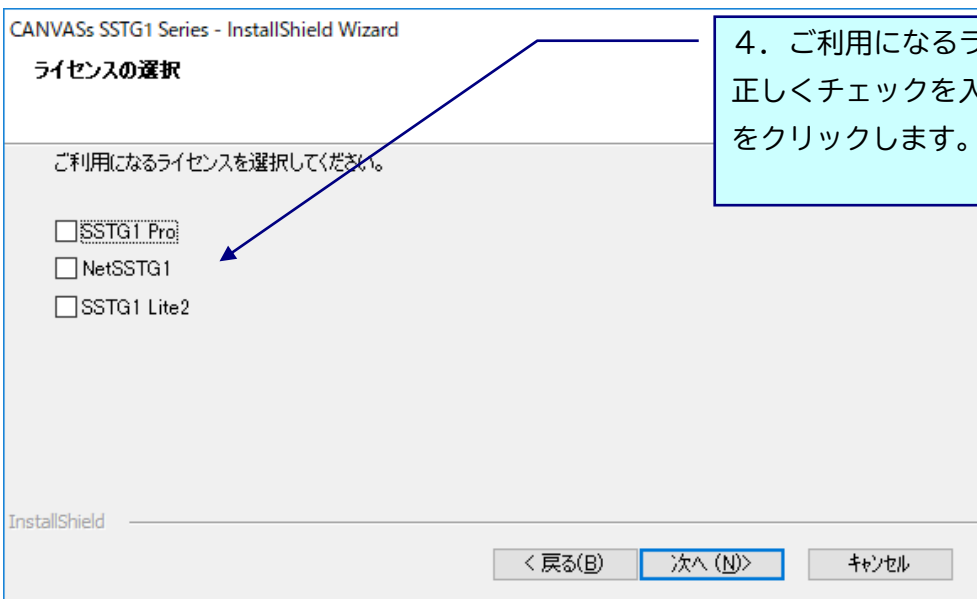 CANVASs SSTG1 Series - InstallShield Wizard
ライセンスの選択
4．ご利用になるラ
正しくチェックを入
をクリックします。
ご利用になるライセンスを選択してください。
SSTG1 Pro
NetSSTG1
SSTG1 Lite2
InstallShield
< 戻る(B)
次へ (N)>
キャンセル